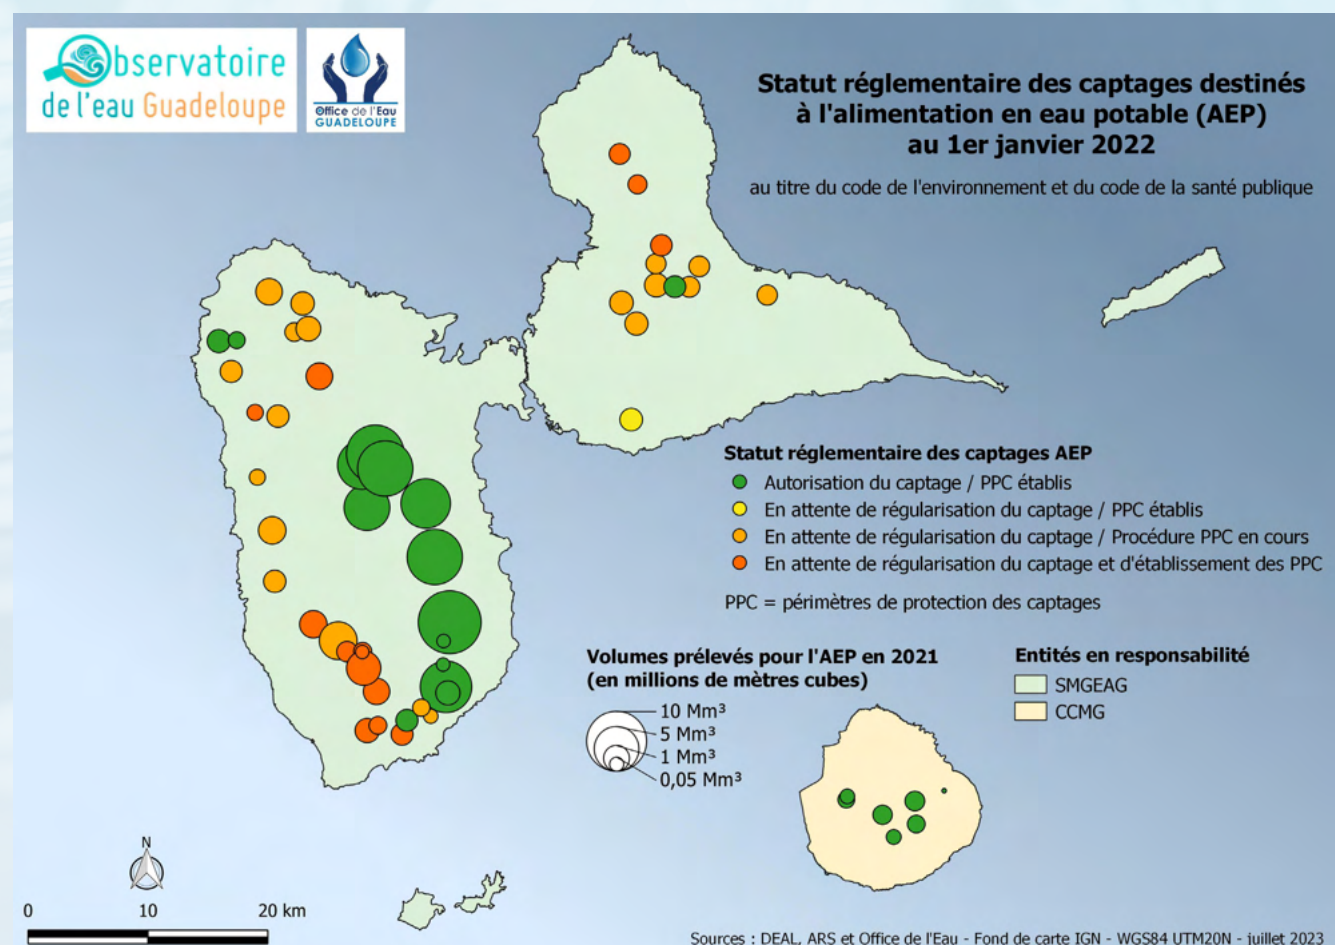 Observatoire
de l'eau Guadeloupe
Office de l'Eau
GUADELOUPE
Statut réglementaire des captages destinés
à l'alimentation en eau potable (AEP)
au 1er janvier 2022
au titre du code de l'environnement et du code de la santé publique
Statut réglementaire des captages AEP
Autorisation du captage / PPC établis
En attente de régularisation du captage / PPC établis
En attente de régularisation du captage / Procédure PPC en cours
En attente de régularisation du captage et d'établissement des PPC
PPC = périmètres de protection des captages
Volumes prélevés pour l'AEP en 2021
(en millions de mètres cubes)
10 Mm³
5 Mm³
1 Mm³
0,05 Mm³
Entités en responsabilité
SMGEAG
CCMG
N
0 10 20 km
Sources : DEAL, ARS et Office de l'Eau - Fond de carte IGN - WGS84 UTM20N - juillet 2023